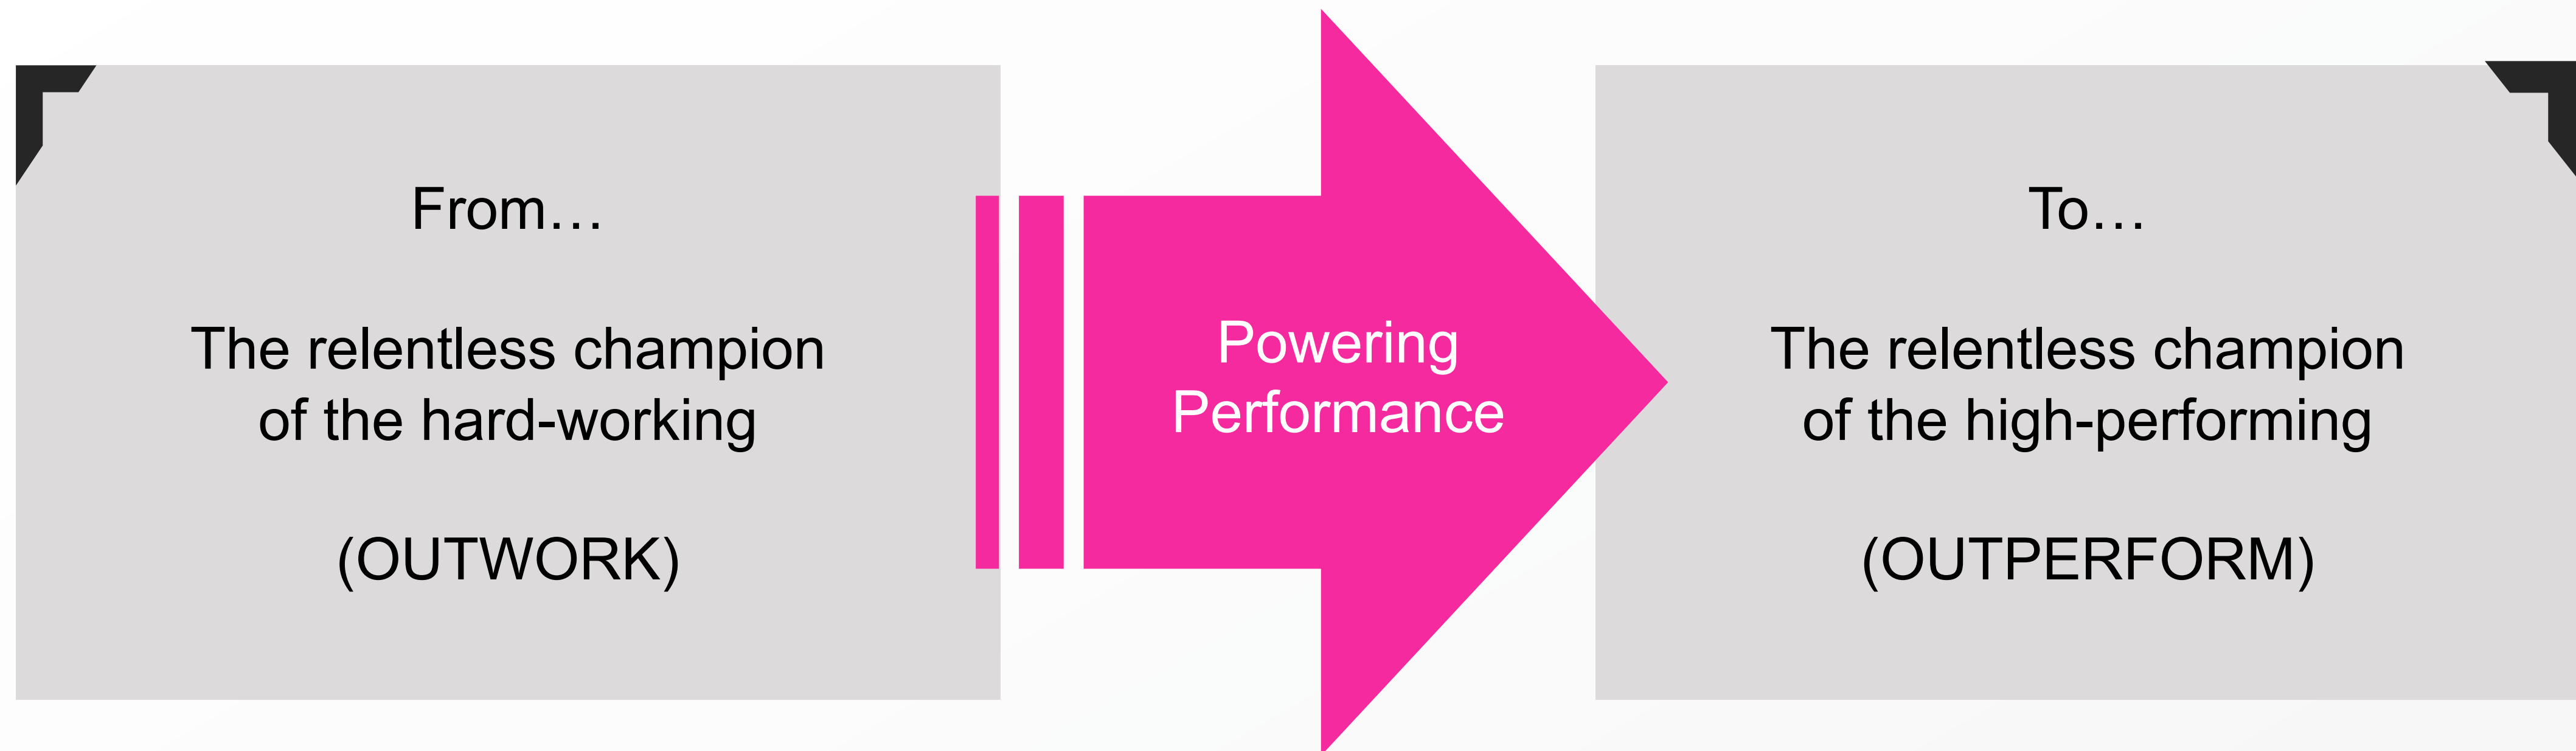 From…
The relentless champion
of the hard-working
(OUTWORK)
Powering
Performance
To…
The relentless champion
of the high-performing
(OUTPERFORM)